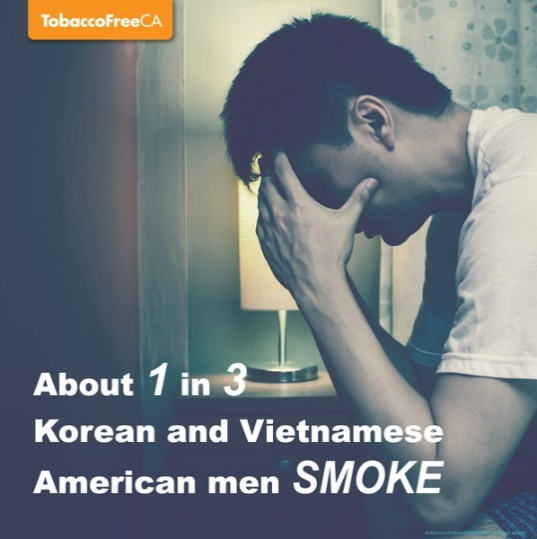 TobaccoFreeCA
About 1 in 3
Korean and Vietnamese
American men SMOKE